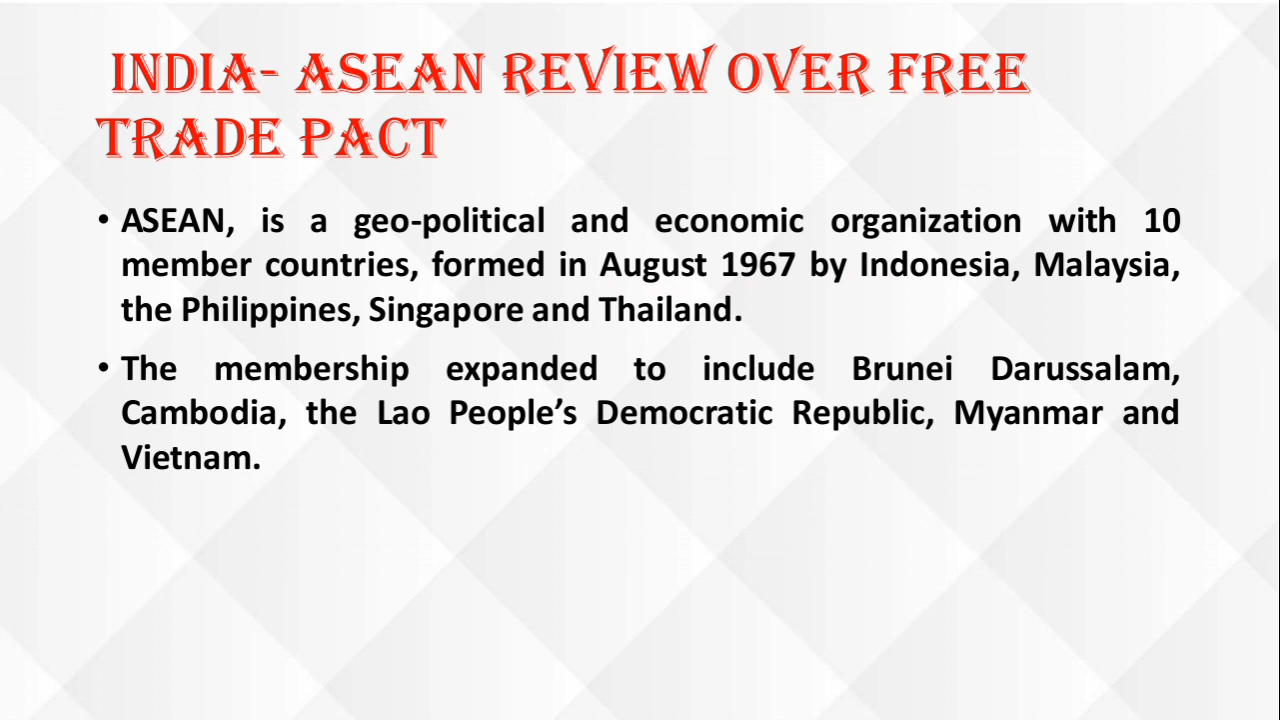 INDIA- ASEAN REVIEW OVER FREE
TRADE PACT
• ASEAN, is a geo-political and economic organization with 10
member countries, formed in August 1967 by Indonesia, Malaysia,
the Philippines, Singapore and Thailand.
• The membership expanded to include Brunei Darussalam,
Cambodia, the Lao People’s Democratic Republic, Myanmar and
Vietnam.